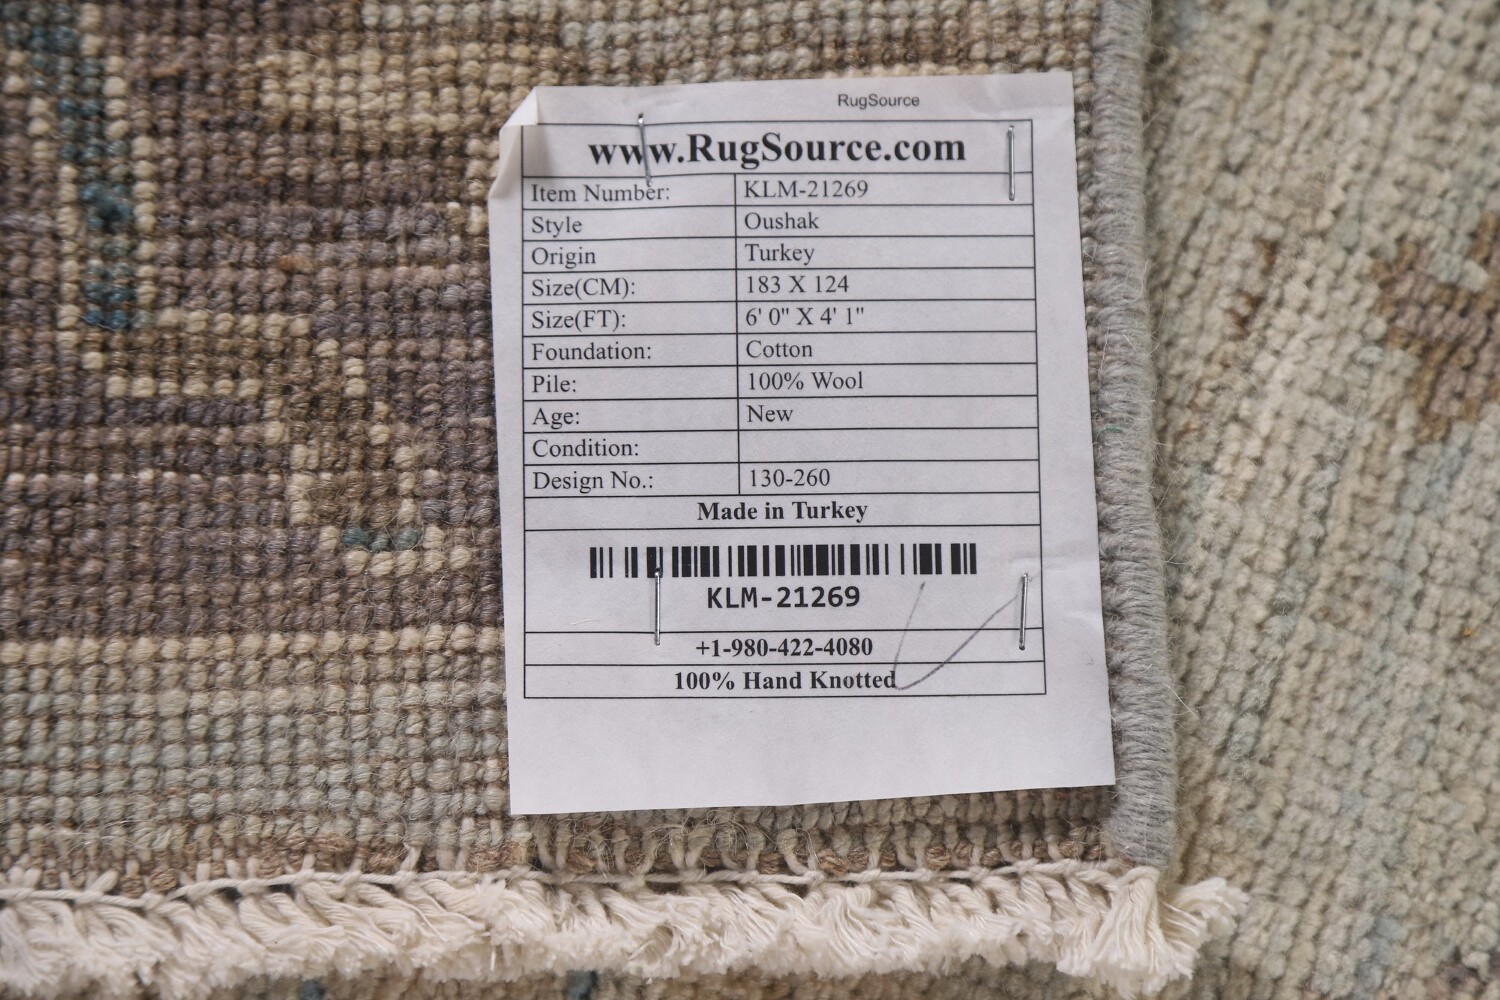 RugSource
www.RugSource.com
Item Number: KLM-21269
Style Oushak
Origin Turkey
Size(CM): 183 X 124
Size(FT): 6' 0" X 4' 1"
Foundation: Cotton
Pile: 100% Wool
Age: New
Condition:
Design No.: 130-260
Made in Turkey
KLM-21269
+1-980-422-4080
100% Hand Knotted